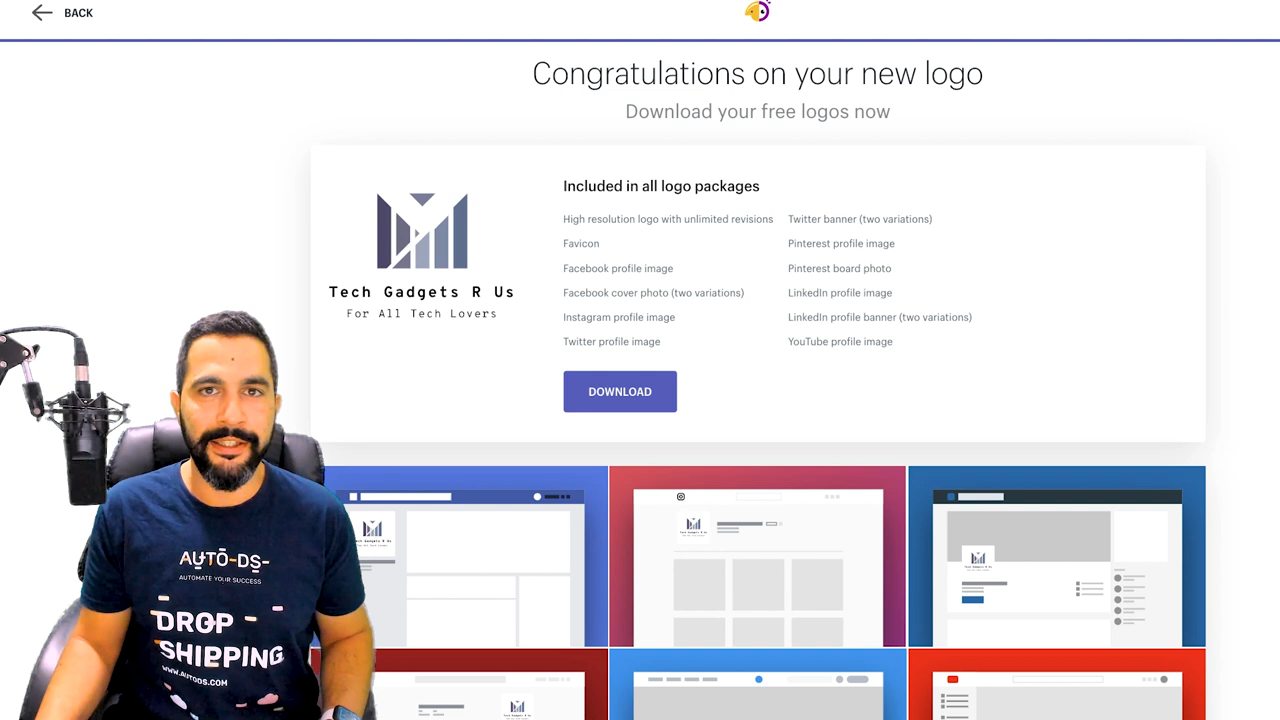 BACK
Congratulations on your new logo
Download your free logos now
Tech Gadgets R Us
For All Tech Lovers
Included in all logo packages
High resolution logo with unlimited revisions
Favicon
Facebook profile image
Facebook cover photo (two variations)
Instagram profile image
Twitter profile image
Twitter banner (two variations)
Pinterest profile image
Pinterest board photo
LinkedIn profile image
LinkedIn profile banner (two variations)
YouTube profile image
DOWNLOAD
AUTO-DS-
AUTOMATE YOUR SUCCESS
DROP
SHIPPING
WWW.AUTODS.COM